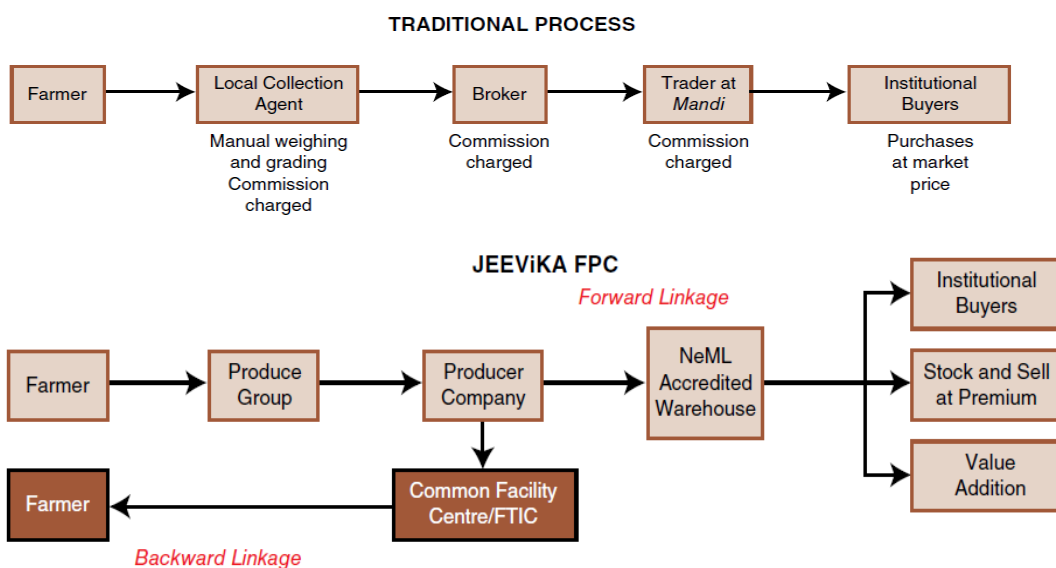 TRADITIONAL PROCESS
Farmer
Local Collection
Agent
Broker
Trader at
Mandi
Institutional
Buyers
Manual weighing
and grading
Commission
charged
Commission
charged
Commission
charged
Purchases
at market
price
JEEViKA FPC
Forward Linkage
Farmer
Produce
Group
Producer
Company
NeML
Accredited
Warehouse
Institutional
Buyers
Stock and Sell
at Premium
Value
Addition
Farmer
Common Facility
Centre/FTIC
Backward Linkage